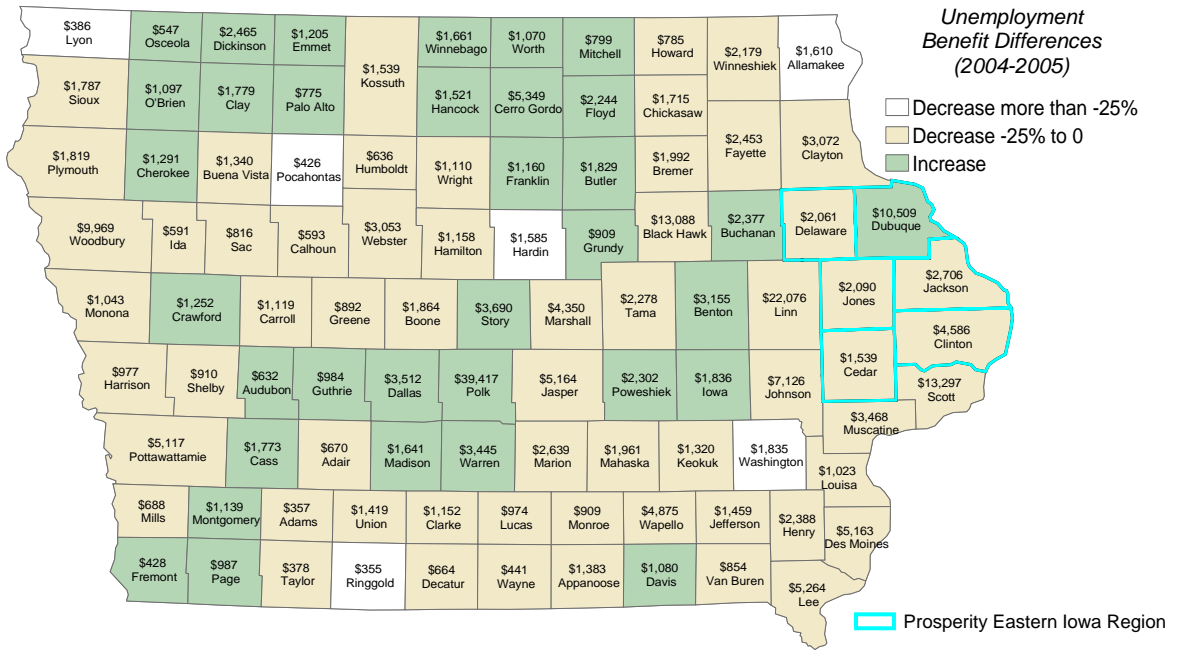 Unemployment
Benefit Differences
(2004-2005)
Decrease more than -25%
Decrease -25% to 0
Increase
$386
Lyon
$547
Osceola
$2,465
Dickinson
$1,205
Emmet
$1,539
Kossuth
$1,661
Winnebago
$1,070
Worth
$799
Mitchell
$785
Howard
$2,179
Winneshiek
$1,610
Allamakee
$1,787
Sioux
$1,097
O'Brien
$1,779
Clay
$775
Palo Alto
$1,521
Hancock
$5,349
Cerro Gordo
$2,244
Floyd
$1,715
Chickasaw
$2,453
Fayette
$3,072
Clayton
$1,819
Plymouth
$1,291
Cherokee
$1,340
Buena Vista
$426
Pocahontas
$636
Humboldt
$1,110
Wright
$1,160
Franklin
$1,829
Butler
$1,992
Bremer
$9,969
Woodbury
$591
Ida
$816
Sac
$593
Calhoun
$3,053
Webster
$1,158
Hamilton
$1,585
Hardin
$909
Grundy
$13,088
Black Hawk
$2,377
Buchanan
$2,061
Delaware
$10,509
Dubuque
$1,043
Monona
$1,252
Crawford
$1,119
Carroll
$892
Greene
$1,864
Boone
$3,690
Story
$4,350
Marshall
$2,278
Tama
$3,155
Benton
$22,076
Linn
$2,090
Jones
$2,706
Jackson
$4,586
Clinton
$977
Harrison
$910
Shelby
$632
Audubon
$984
Guthrie
$3,512
Dallas
$39,417
Polk
$5,164
Jasper
$2,302
Poweshiek
$1,836
Iowa
$7,126
Johnson
$1,539
Cedar
$13,297
Scott
$3,468
Muscatine
$5,117
Pottawattamie
$1,773
Cass
$670
Adair
$1,641
Madison
$3,445
Warren
$2,639
Marion
$1,961
Mahaska
$1,320
Keokuk
$1,835
Washington
$1,023
Louisa
$688
Mills
$1,139
Montgomery
$357
Adams
$1,419
Union
$1,152
Clarke
$974
Lucas
$909
Monroe
$4,875
Wapello
$1,459
Jefferson
$2,388
Henry
$5,163
Des Moines
$428
Fremont
$987
Page
$378
Taylor
$355
Ringgold
$664
Decatur
$441
Wayne
$1,383
Appanoose
$1,080
Davis
$854
Van Buren
$5,264
Lee
Prosperity Eastern Iowa Region